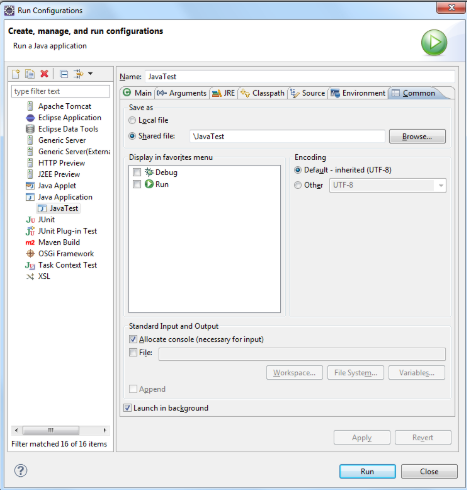 Run Configurations
Create, manage, and run configurations
Run a Java application
type filter text
Apache Tomcat
Eclipse Application
Eclipse Data Tools
Generic Server
Generic Server(Externa
HTTP Preview
J2EE Preview
Java Applet
Java Application
JavaTest
JUnit
JUnit Plug-in Test
Maven Build
OSGi Framework
Task Context Test
XSL
Filter matched 16 of 16 items
Name: JavaTest
Main (x)= Arguments JRE Classpath Source Environment Common
Save as
Local file
Shared file: \JavaTest Browse...
Display in favorites menu
Debug
Run
Encoding
Default - inherited (UTF-8)
Other UTF-8
Standard Input and Output
Allocate console (necessary for input)
File:
Workspace... File System... Variables...
Append
Launch in background
Apply Revert
? Run Close